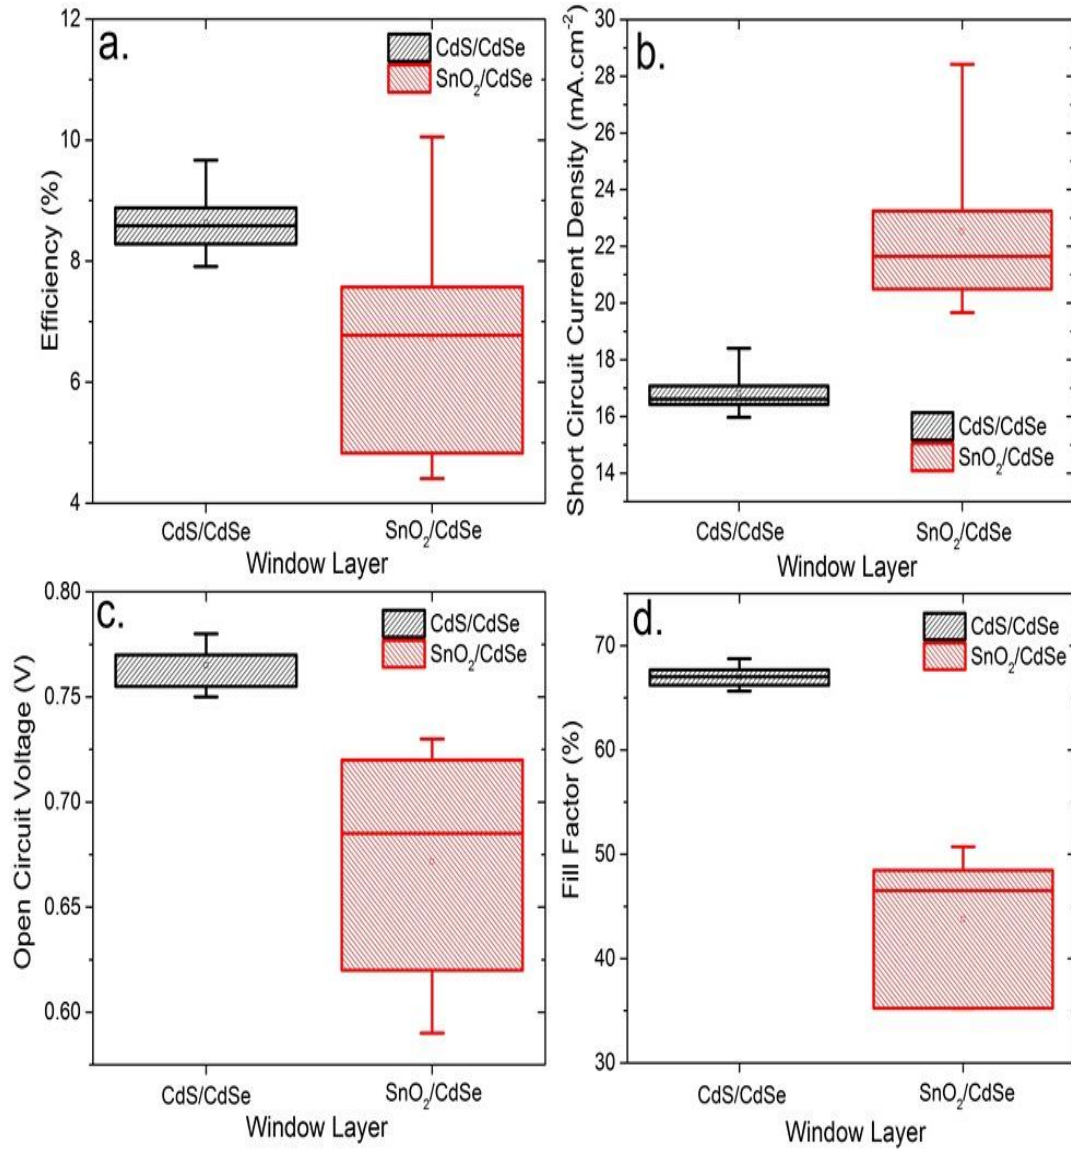 a.
CdS/CdSe
SnO₂/CdSe
Efficiency (%)
12
10
8
6
4
CdS/CdSe
SnO₂/CdSe
Window Layer
b.
Short Circuit Current Density (mA.cm⁻²)
30
28
26
24
22
20
18
16
14
CdS/CdSe
SnO₂/CdSe
CdS/CdSe
SnO₂/CdSe
Window Layer
c.
CdS/CdSe
SnO₂/CdSe
Open Circuit Voltage (V)
0.80
0.75
0.70
0.65
0.60
CdS/CdSe
SnO₂/CdSe
Window Layer
d.
CdS/CdSe
SnO₂/CdSe
Fill Factor (%)
70
60
50
40
30
CdS/CdSe
SnO₂/CdSe
Window Layer